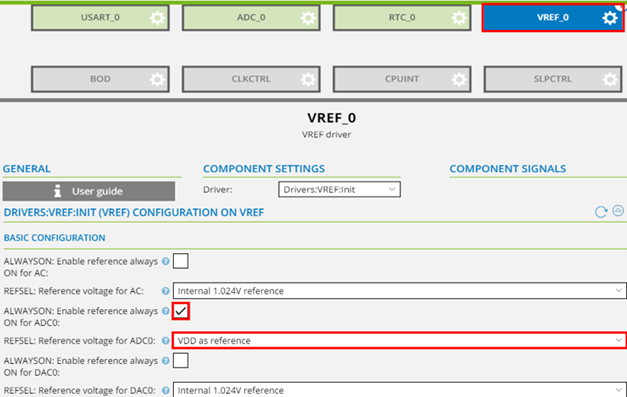 USART_0 ADC_0 RTC_0 VREF_0
BOD CLKCTRL CPUINT SLPCTRL
VREF_0
VREF driver
GENERAL COMPONENT SETTINGS COMPONENT SIGNALS
User guide Driver: Drivers:VREF:Init
DRIVERS:VREF:INIT (VREF) CONFIGURATION ON VREF
BASIC CONFIGURATION
ALWAYSON: Enable reference always
ON for AC:
REFSEL: Reference voltage for AC: Internal 1.024V reference
ALWAYSON: Enable reference always
ON for ADC0:
REFSEL: Reference voltage for ADC0: VDD as reference
ALWAYSON: Enable reference always
ON for DAC0:
REFSEL: Reference voltage for DAC0: Internal 1.024V reference